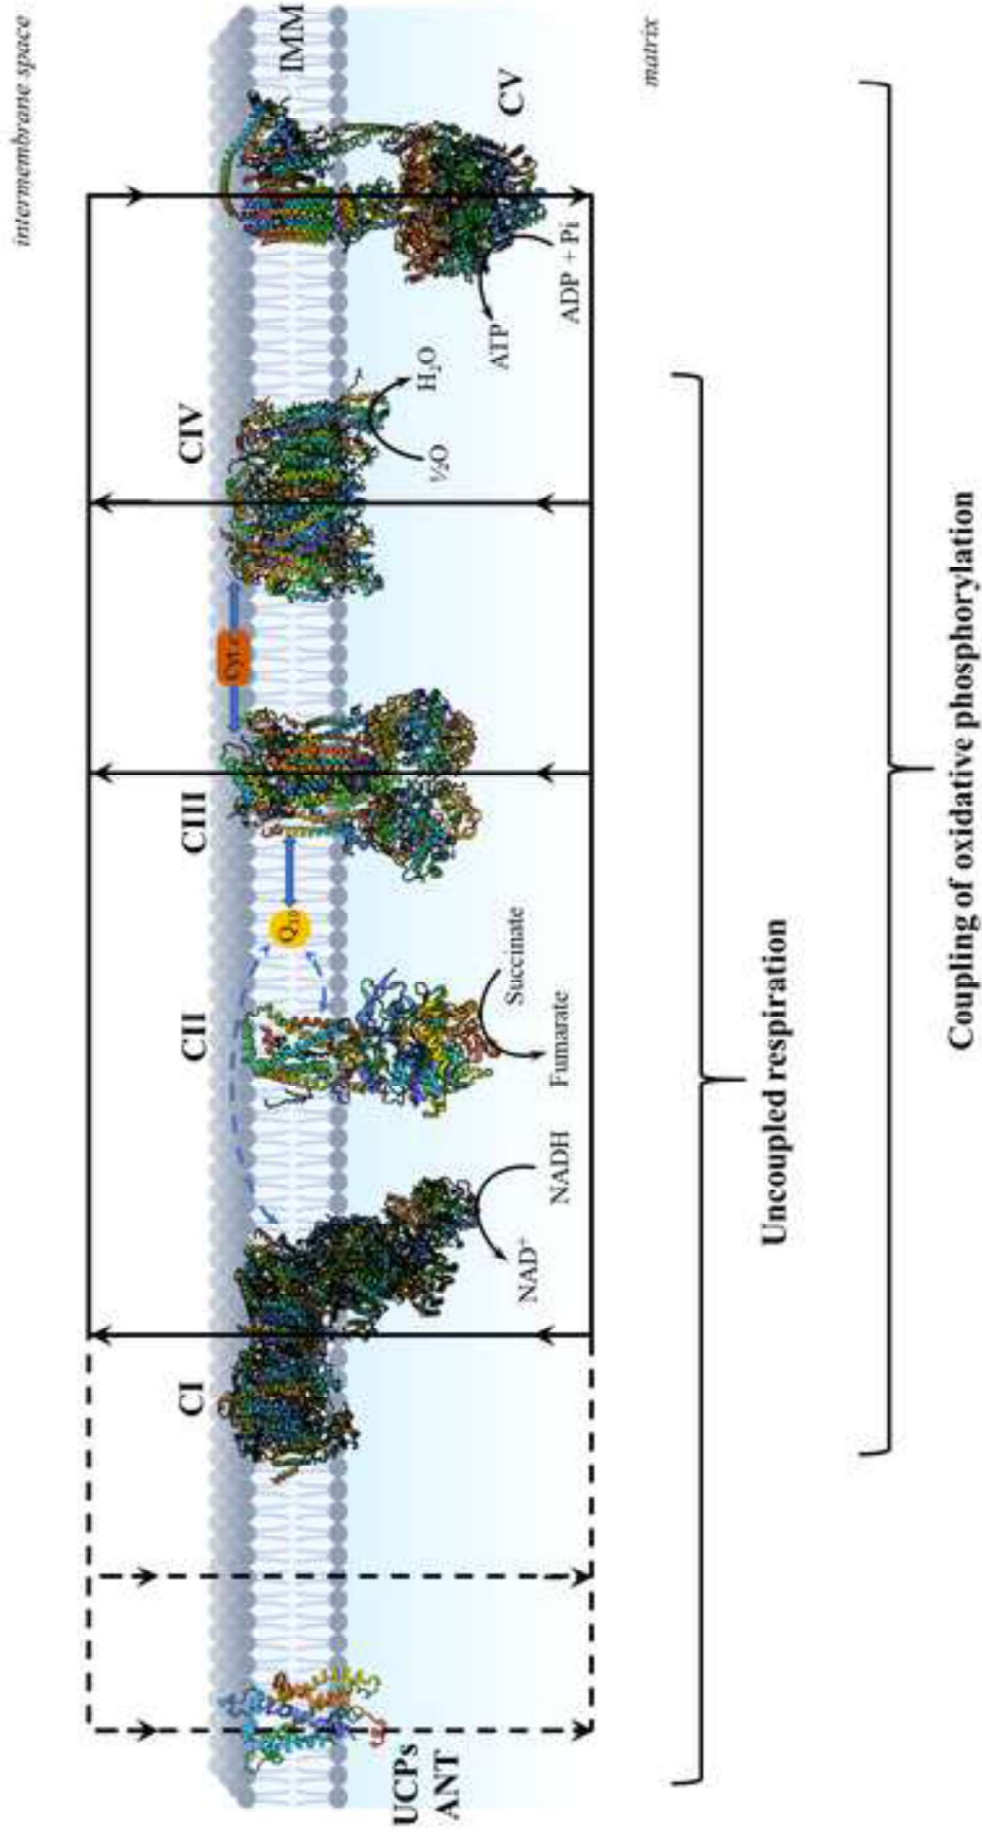 intermembrane space
CI
CII
CIII
CIV
Cyt c
Q₁₀
IMM
UCPs
ANT
NAD⁺
NADH
Fumarate
Succinate
½O
H₂O
ATP
ADP + Pi
CV
matrix
Uncoupled respiration
Coupling of oxidative phosphorylation